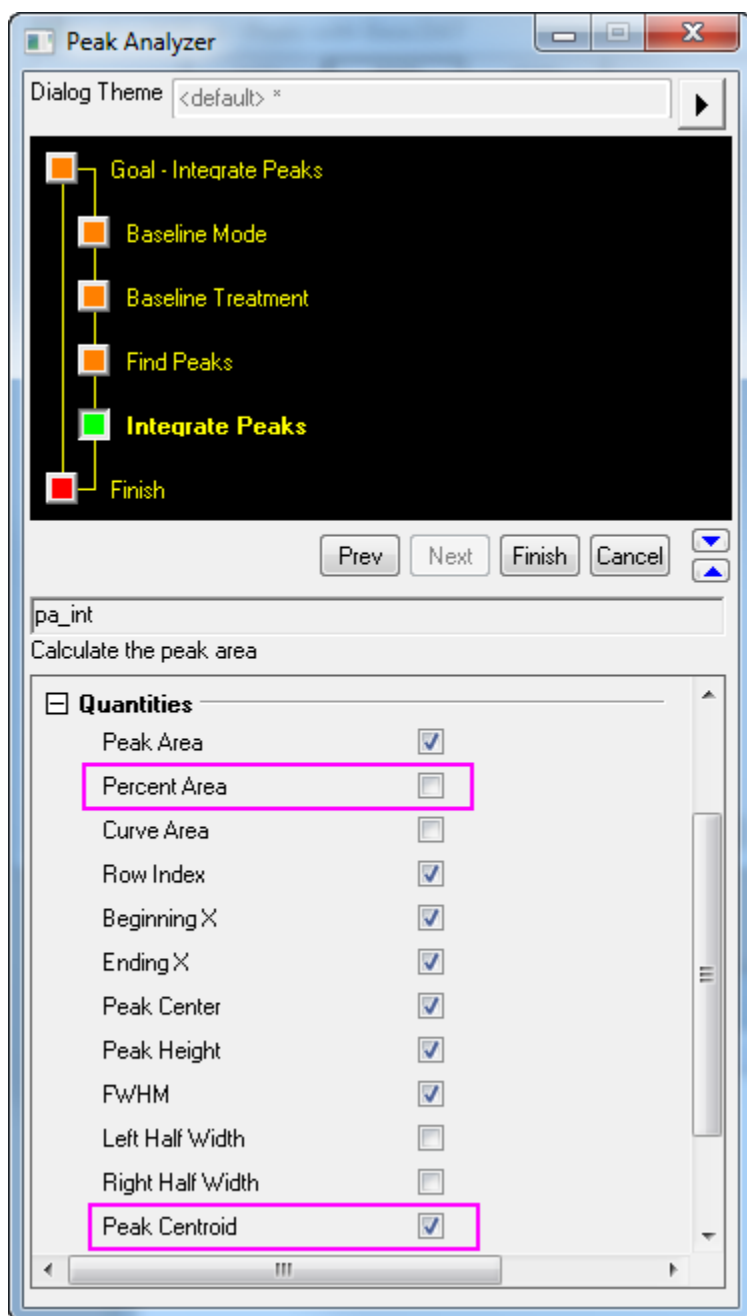 Peak Analyzer
Dialog Theme <default> *
Goal - Integrate Peaks
Baseline Mode
Baseline Treatment
Find Peaks
Integrate Peaks
Finish
Prev Next Finish Cancel
pa_int
Calculate the peak area
Quantities
Peak Area
Percent Area
Curve Area
Row Index
Beginning X
Ending X
Peak Center
Peak Height
FWHM
Left Half Width
Right Half Width
Peak Centroid